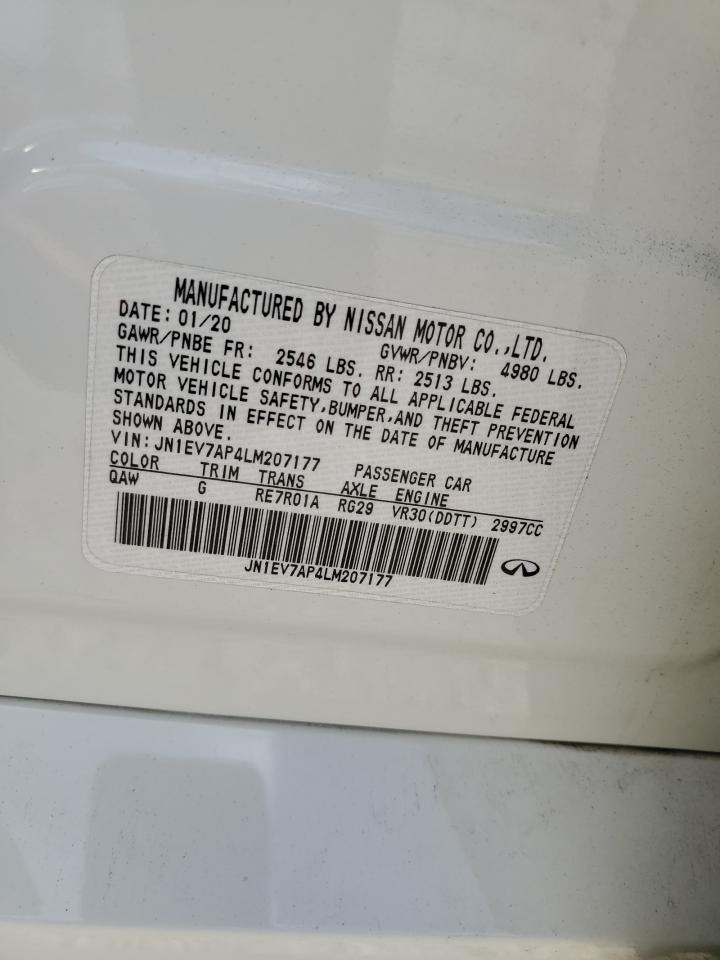 MANUFACTURED BY NISSAN MOTOR CO.,LTD.
DATE: 01/20 GVWR/PNBV: 4980 LBS.
GAWR/PNBE FR: 2546 LBS. RR: 2513 LBS.
THIS VEHICLE CONFORMS TO ALL APPLICABLE FEDERAL
MOTOR VEHICLE SAFETY,BUMPER,AND THEFT PREVENTION
STANDARDS IN EFFECT ON THE DATE OF MANUFACTURE
SHOWN ABOVE.
VIN:JN1EV7AP4LM207177 PASSENGER CAR
COLOR TRIM TRANS AXLE ENGINE
QAW G RE7R01A RG29 VR30(DDTT) 2997CC
JN1EV7AP4LM207177